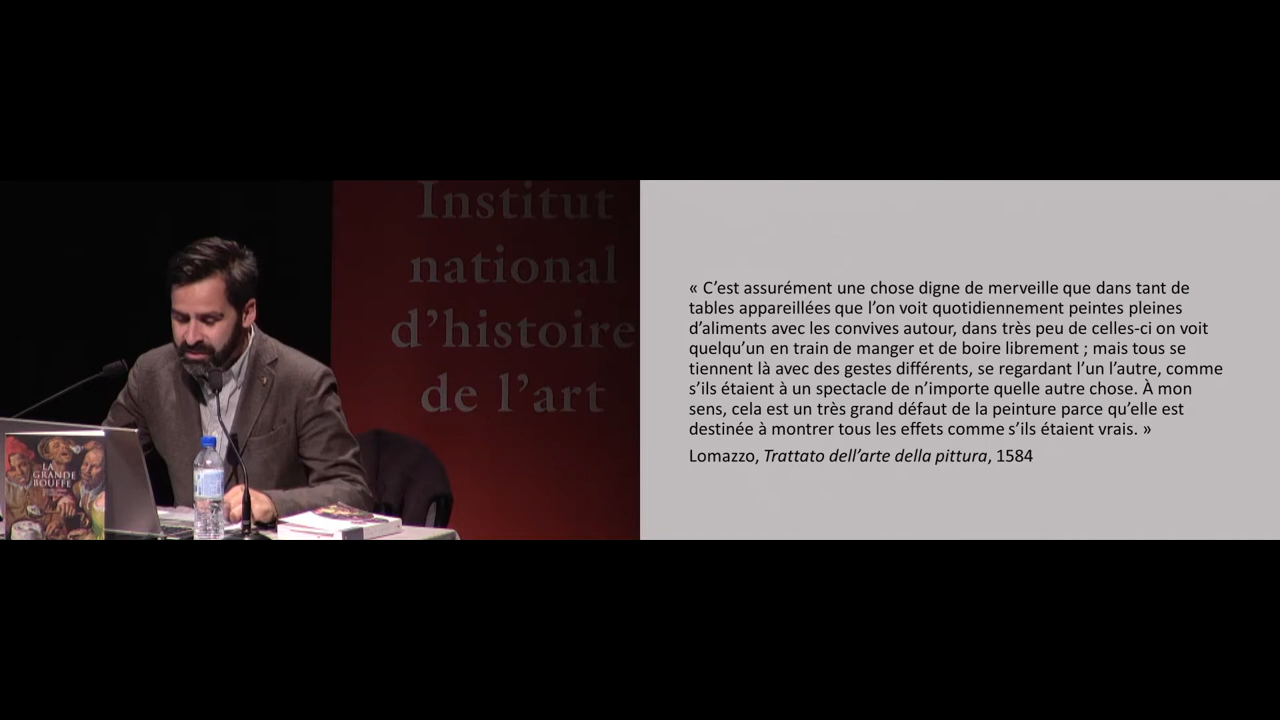 Institut
national
d’histoire
de l’art
LA
GRANDE
BOUFFE
« C’est assurément une chose digne de merveille que dans tant de
tables appareillées que l’on voit quotidiennement peintes pleines
d’aliments avec les convives autour, dans très peu de celles-ci on voit
quelqu’un en train de manger et de boire librement ; mais tous se
tiennent là avec des gestes différents, se regardant l’un l’autre, comme
s’ils étaient à un spectacle de n’importe quelle autre chose. À mon
sens, cela est un très grand défaut de la peinture parce qu’elle est
destinée à montrer tous les effets comme s’ils étaient vrais. »
Lomazzo, Trattato dell’arte della pittura, 1584